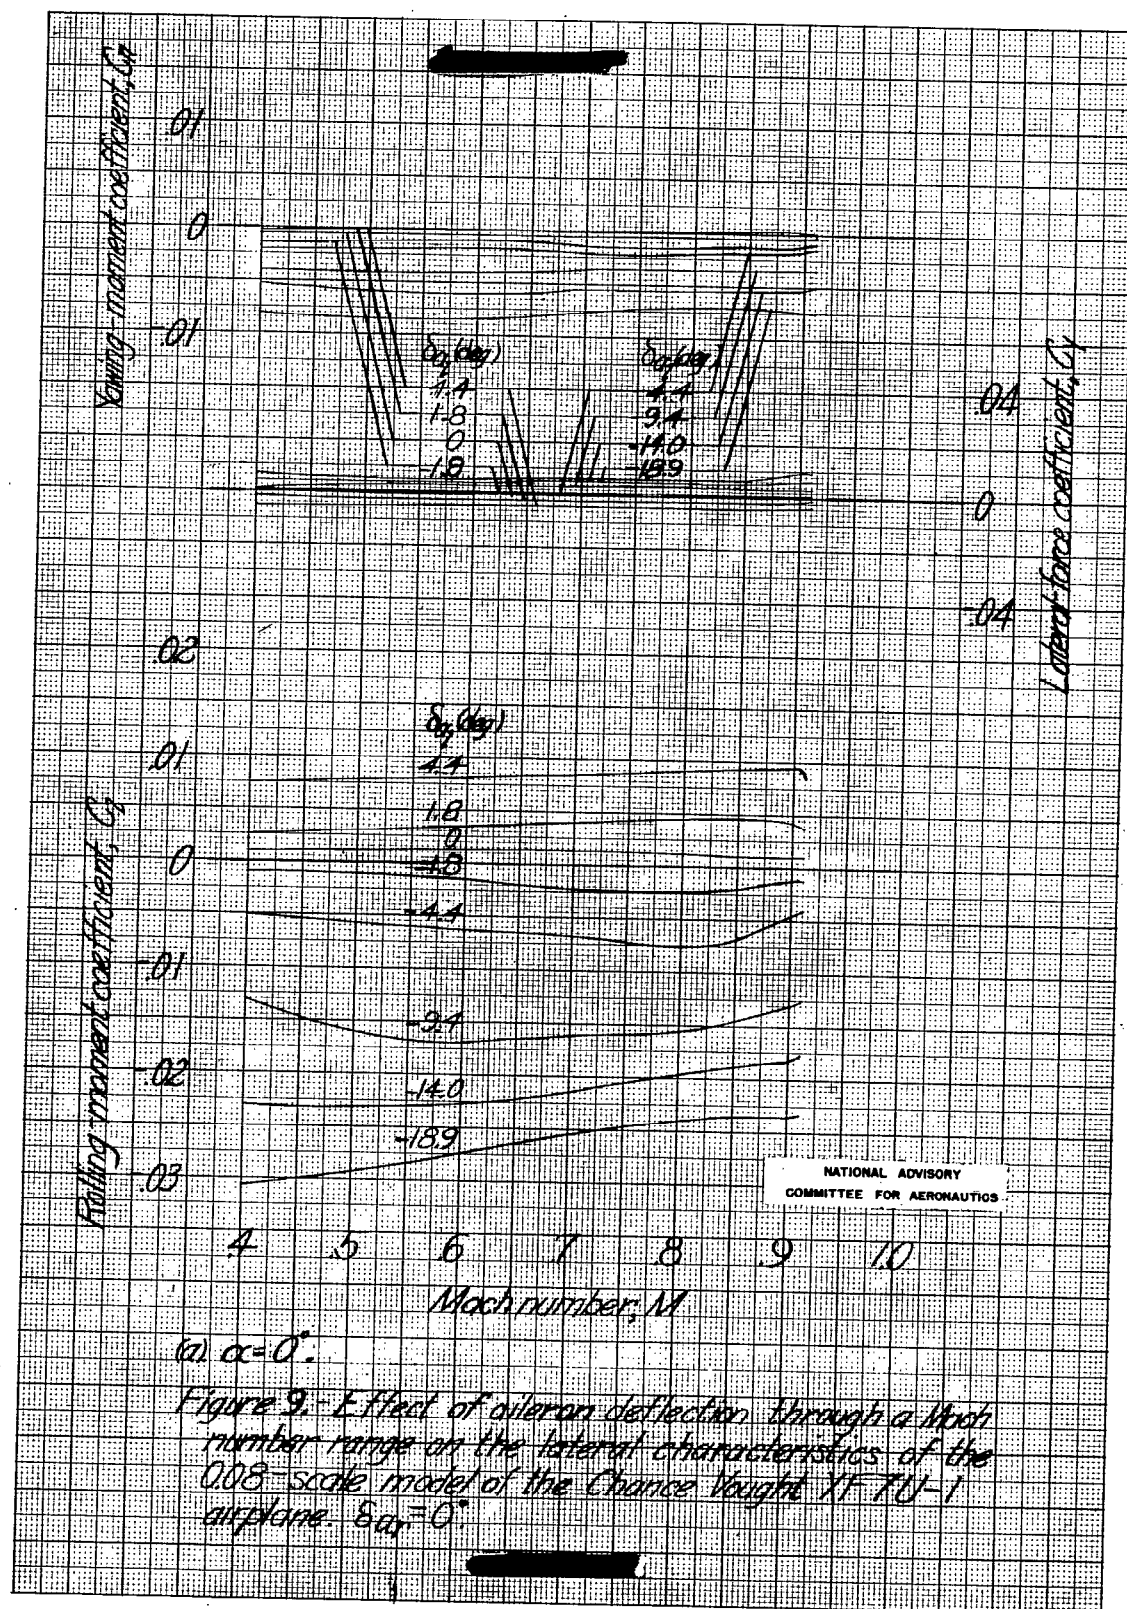 Yawing-moment coefficient, Cn
.01
0
-.01
δaℓ (deg)
4.4
1.8
0
-1.8
δaℓ (deg)
-4.4
-9.4
-14.0
-18.9
Lateral-force coefficient, CY
.04
0
-.04
Rolling-moment coefficient, Cl
.02
.01
0
-.01
-.02
-.03
δaℓ (deg)
4.4
1.8
0
-1.8
-4.4
-9.4
-14.0
-18.9
NATIONAL ADVISORY
COMMITTEE FOR AERONAUTICS
.4 .5 .6 .7 .8 .9 1.0
Mach number, M
(a) α=0°.
Figure 9.- Effect of aileron deflection through a Mach
number range on the lateral characteristics of the
0.08-scale model of the Chance Vought XF7U-1
airplane. δar=0°.